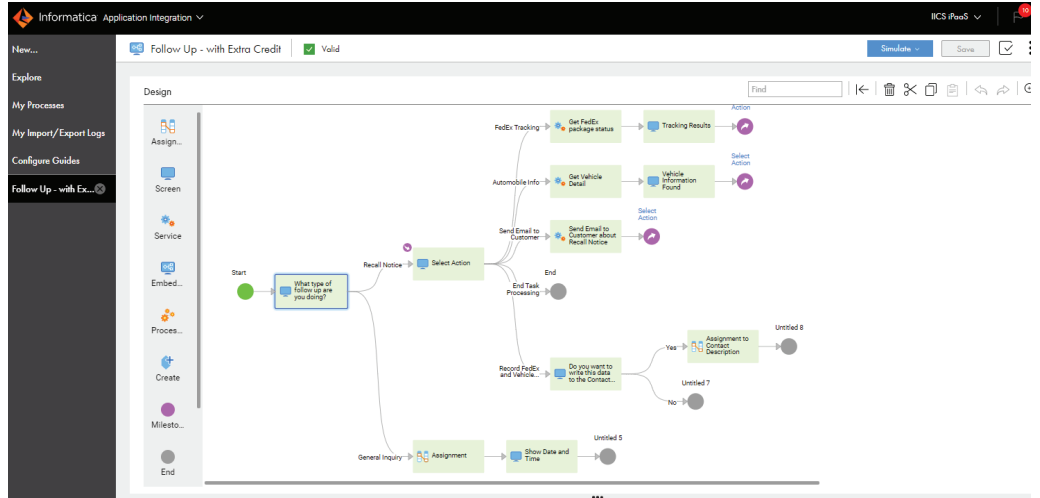 Informatica Application Integration
IICS iPaaS
10
New...
Explore
My Processes
My Import/Export Logs
Configure Guides
Follow Up - with Ex...
Follow Up - with Extra Credit
Valid
Simulate
Save
Design
Find
Assign...
Screen
Service
Embed...
Proces...
Create
Milesto...
End
Start
What type of
follow up are
you doing?
Recall Notice
Select Action
FedEx Tracking
Get FedEx
package status
Tracking Results
Action
Automobile Info
Get Vehicle
Detail
Vehicle
Information
Found
Select
Action
Send Email to
Customer
Send Email to
Customer about
Recall Notice
Select
Action
End Task
Processing
End
Record FedEx
and Vehicle...
Do you want to
write this data
to the Contact...
Yes
Assignment to
Contact
Description
Untitled 8
No
Untitled 7
General Inquiry
Assignment
Show Date and
Time
Untitled 5